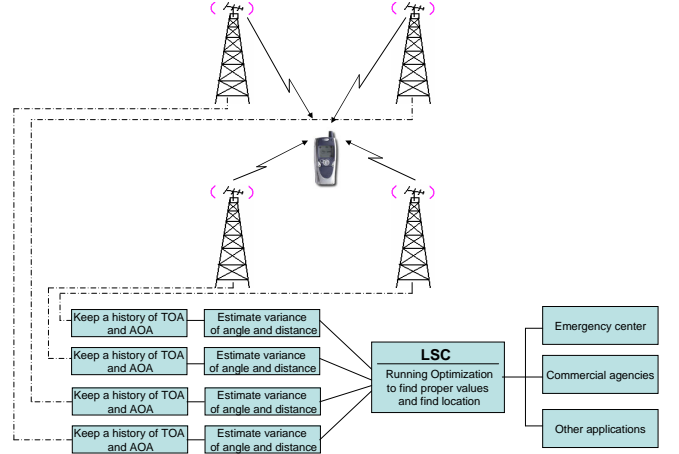 Keep a history of TOA
and AOA
Estimate variance
of angle and distance
Keep a history of TOA
and AOA
Estimate variance
of angle and distance
Keep a history of TOA
and AOA
Estimate variance
of angle and distance
Keep a history of TOA
and AOA
Estimate variance
of angle and distance
LSC
Running Optimization
to find proper values
and find location
Emergency center
Commercial agencies
Other applications